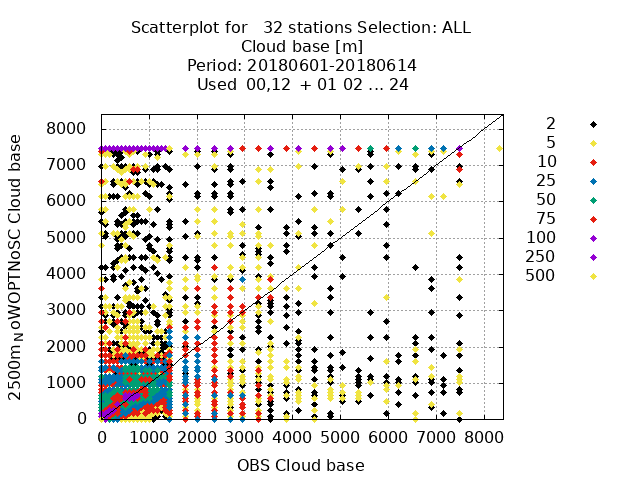 Scatterplot for   32 stations Selection: ALL
Cloud base [m]
Period: 20180601-20180614
Used  00,12  + 01 02 ... 24
2500m_N oWOPTNoSC Cloud base
8000
7000
6000
5000
4000
3000
2000
1000
0
0 1000 2000 3000 4000 5000 6000 7000 8000
OBS Cloud base
2
5
10
25
50
75
100
250
500